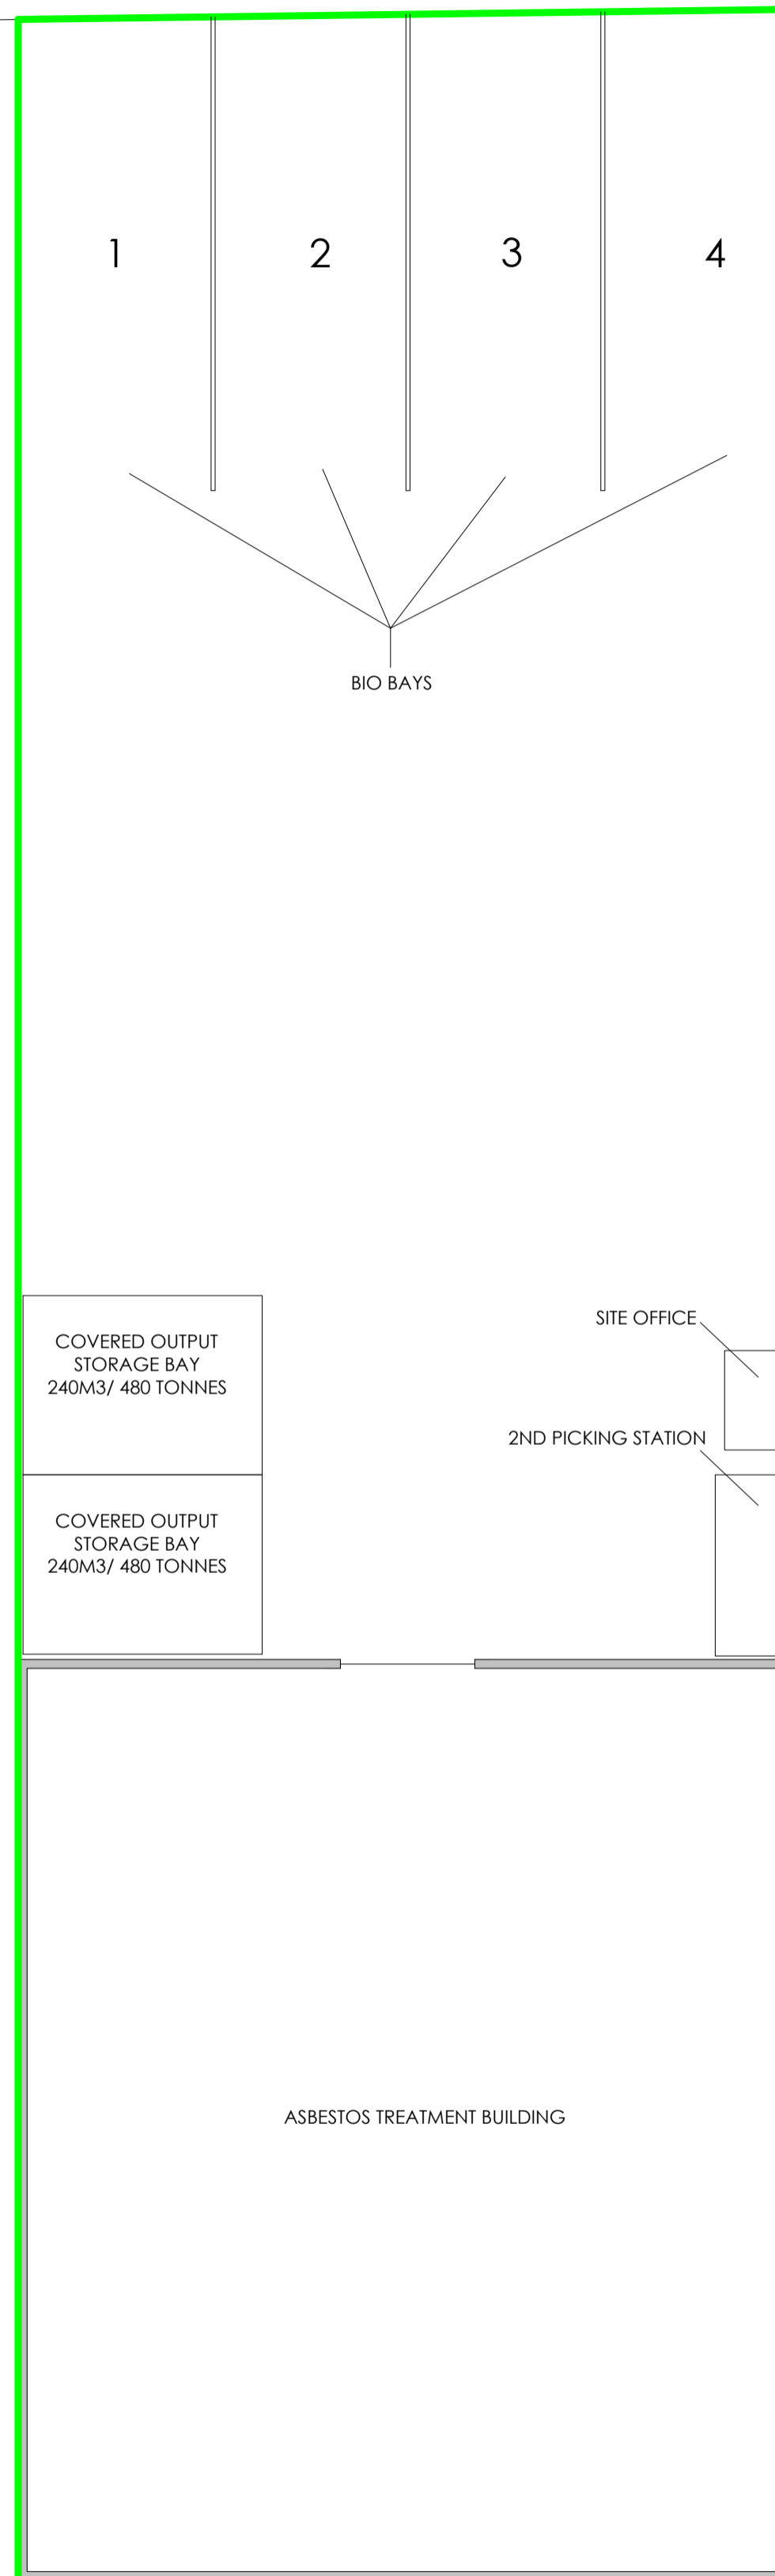 1
2
3
4
BIO BAYS
COVERED OUTPUT
STORAGE BAY
240M3/ 480 TONNES
SITE OFFICE
2ND PICKING STATION
COVERED OUTPUT
STORAGE BAY
240M3/ 480 TONNES
ASBESTOS TREATMENT BUILDING